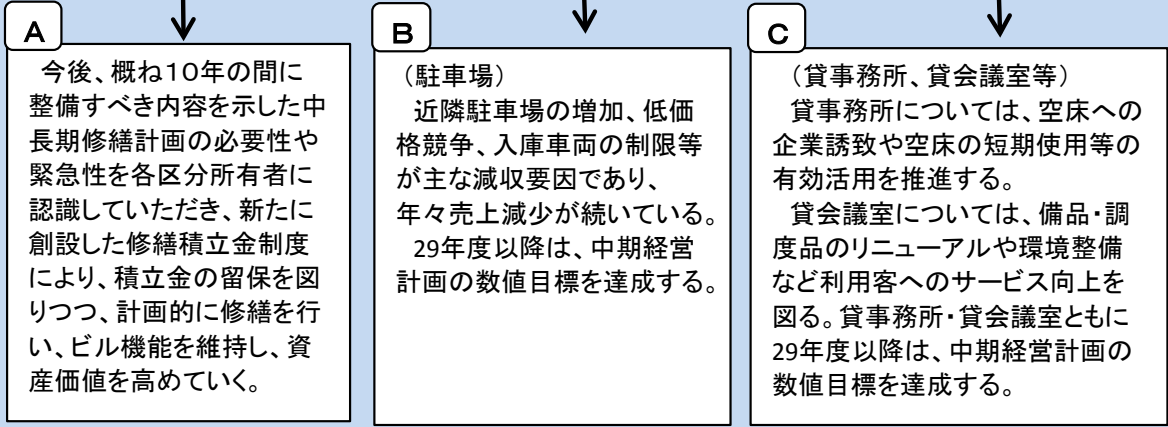 A
今後、概ね10年の間に
整備すべき内容を示した中
長期修繕計画の必要性や
緊急性を各区分所有者に
認識していただき、新たに
創設した修繕積立金制度
により、積立金の留保を図
りつつ、計画的に修繕を行
い、ビル機能を維持し、資
産価値を高めていく。
B
(駐車場)
近隣駐車場の増加、低価
格競争、入庫車両の制限等
が主な減収要因であり、
年々売上減少が続いている。
29年度以降は、中期経営
計画の数値目標を達成する。
C
(貸事務所、貸会議室等)
貸事務所については、空床への
企業誘致や空床の短期使用等の
有効活用を推進する。
貸会議室については、備品・調
度品のリニューアルや環境整備
など利用客へのサービス向上を
図る。貸事務所・貸会議室ともに
29年度以降は、中期経営計画の
数値目標を達成する。